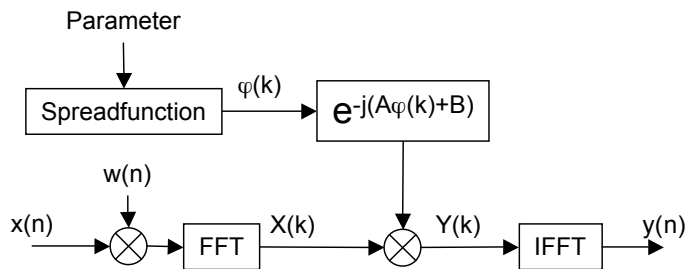 Parameter
Spreadfunction
φ(k)
e-j(Aφ(k)+B)
w(n)
x(n)
FFT
X(k)
Y(k)
IFFT
y(n)